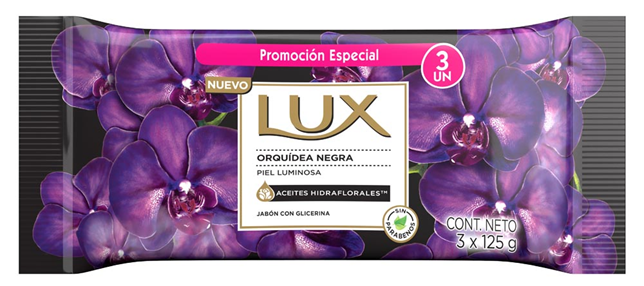 Promoción Especial
3
UN
NUEVO
LUX
ORQUÍDEA NEGRA
PIEL LUMINOSA
ACEITES HIDRAFLORALES™
JABÓN CON GLICERINA
SIN
PARABENOS
CONT. NETO
3 x 125 g